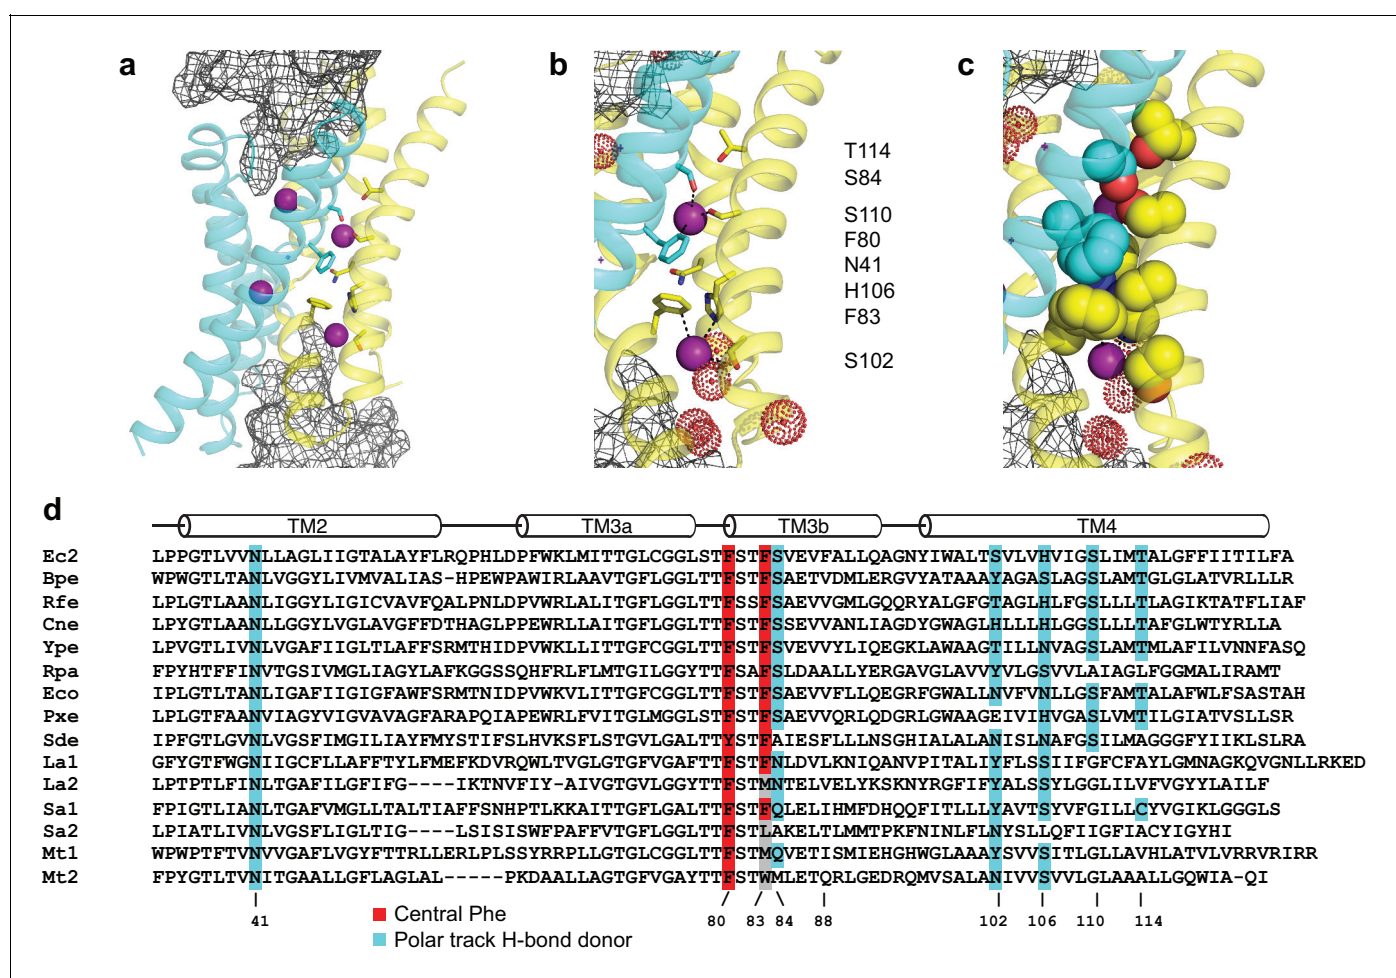 a
b
c
T114
S84
S110
F80
N41
H106
F83
S102
d
TM2 TM3a TM3b TM4
Ec2 LPPGTLVVNLLAGLIIGTALAYFLRQPHLDPFWKLMITTGLCGGLSTFSTFSVEVFALLQAGNYIWALTSVLVHVIGSLIMTALGFFIITILFA
Bpe WPWGTLTANLVGGYLIVMVALIAS-HPEWPAWIRLAAVTGFLGGLTTFSTFSAETVDMLERGVYATAAAYAGASLAGSLAMTGLGLATVRLLLR
Rfe LPLGTLAANLIGGYLIGICVAVFQALPNLDPVWRLALITGFLGGLTTFSSFSAEVVGMLGQQRYALGFGTAGLHLFGSLLLTLAGIKTATFLIAF
Cne LPYGTLAANLLGGYLVGLAVGFFDTHAGLPPEWRLLAITGFLGGLTTFSTFSSEVVANLIAGDYGWAGLHLLLHLGGSLLLTAFGLWTYRLLA
Ype LPVGTLIVNLVGAFIIGLTLAFFSRMTHIDPVWKLLITTGFCGGLTTFSTFSVEVVYLIQEGKLAWAAGTILLNVAGSLAMTMLAFILVNNFASQ
Rpa FPYHTFFINVTGSIVMGLIAGYLAFKGGSSQHFRLFLMTGILGGYTTFSAFSLDAALLYERGAVGLAVVYVLGSVVLAIAGLFGGMALIRAMT
Eco IPLGTLTANLIGAFIIGIGFAWFSRMTNIDPVWKVLITTGFCGGLTTFSTFSAEVVFLLQEGRFGWALLNVFVNLLGSFAMTALAFWLFSASTAH
Pxe LPLGTFAANVIAGYVIGVAVAGFARAPQIAPEWRLFVITGLMGGLSTFSTFSAEVVQRLQDGRLGWAAGEIVIHVGASLVMTILGIATVSLLSR
Sde IPFGTLGVNLVGSFIMGILIAYFMYSTIFSLHVKSFLSTGVLGALTTYSTFAIESFLLLNSGHIALALANISLNAFGSILMAGGGFYIIKLSLRA
La1 GFYGTFWGNIIGCFLLAFFTYLFMEFKDVRQWLTVGLGTGFVGAFTTFSTFNLDVLKNIQANVPITALIYFLSSIIFGFCFAYLGMNAGKQVGNLLRKED
La2 LPTPTLFINLTGAFILGFIFG----IKTNVFIY-AIVGTGVLGGYTTFSTMNTELVELYKSKNYRGFIFYALSSYLGGILLVFVGYYLAILF
Sa1 FPIGTLIANLTGAFVMGLLTALTIAFFSNHPTLKKAITTGFLGALTTFSTFQLELIHMFDHQQFITLLLYAVTSYVFGILLCYVGIKLGGGLS
Sa2 LPIATLIVNLVGSFLIGLTIG----LSISISWFPAFFVTGFLGGLTTFSTLAKELTLMMTPKFNINLFLNYSLLQFIIGFIACYIGYHI
Mt1 WPWPTFTVNVVGAFLVGYFTTRLLERLPLSSYRRPLLGTGLCGGLTTFSTMQVETISMIEHGHWGLAAAYSVVSITLGLLAVHLATVLVRRVRIRR
Mt2 FPYGTLTVNITGAALLGFLAGLAL-----PKDAALLAGTGFVGAYTTFSTWMLETQRLGEDRQMVSALANIVVSVVLGLAAALLGQWIA-QI
41 80 83 84 88 102 106 110 114
Central Phe
Polar track H-bond donor